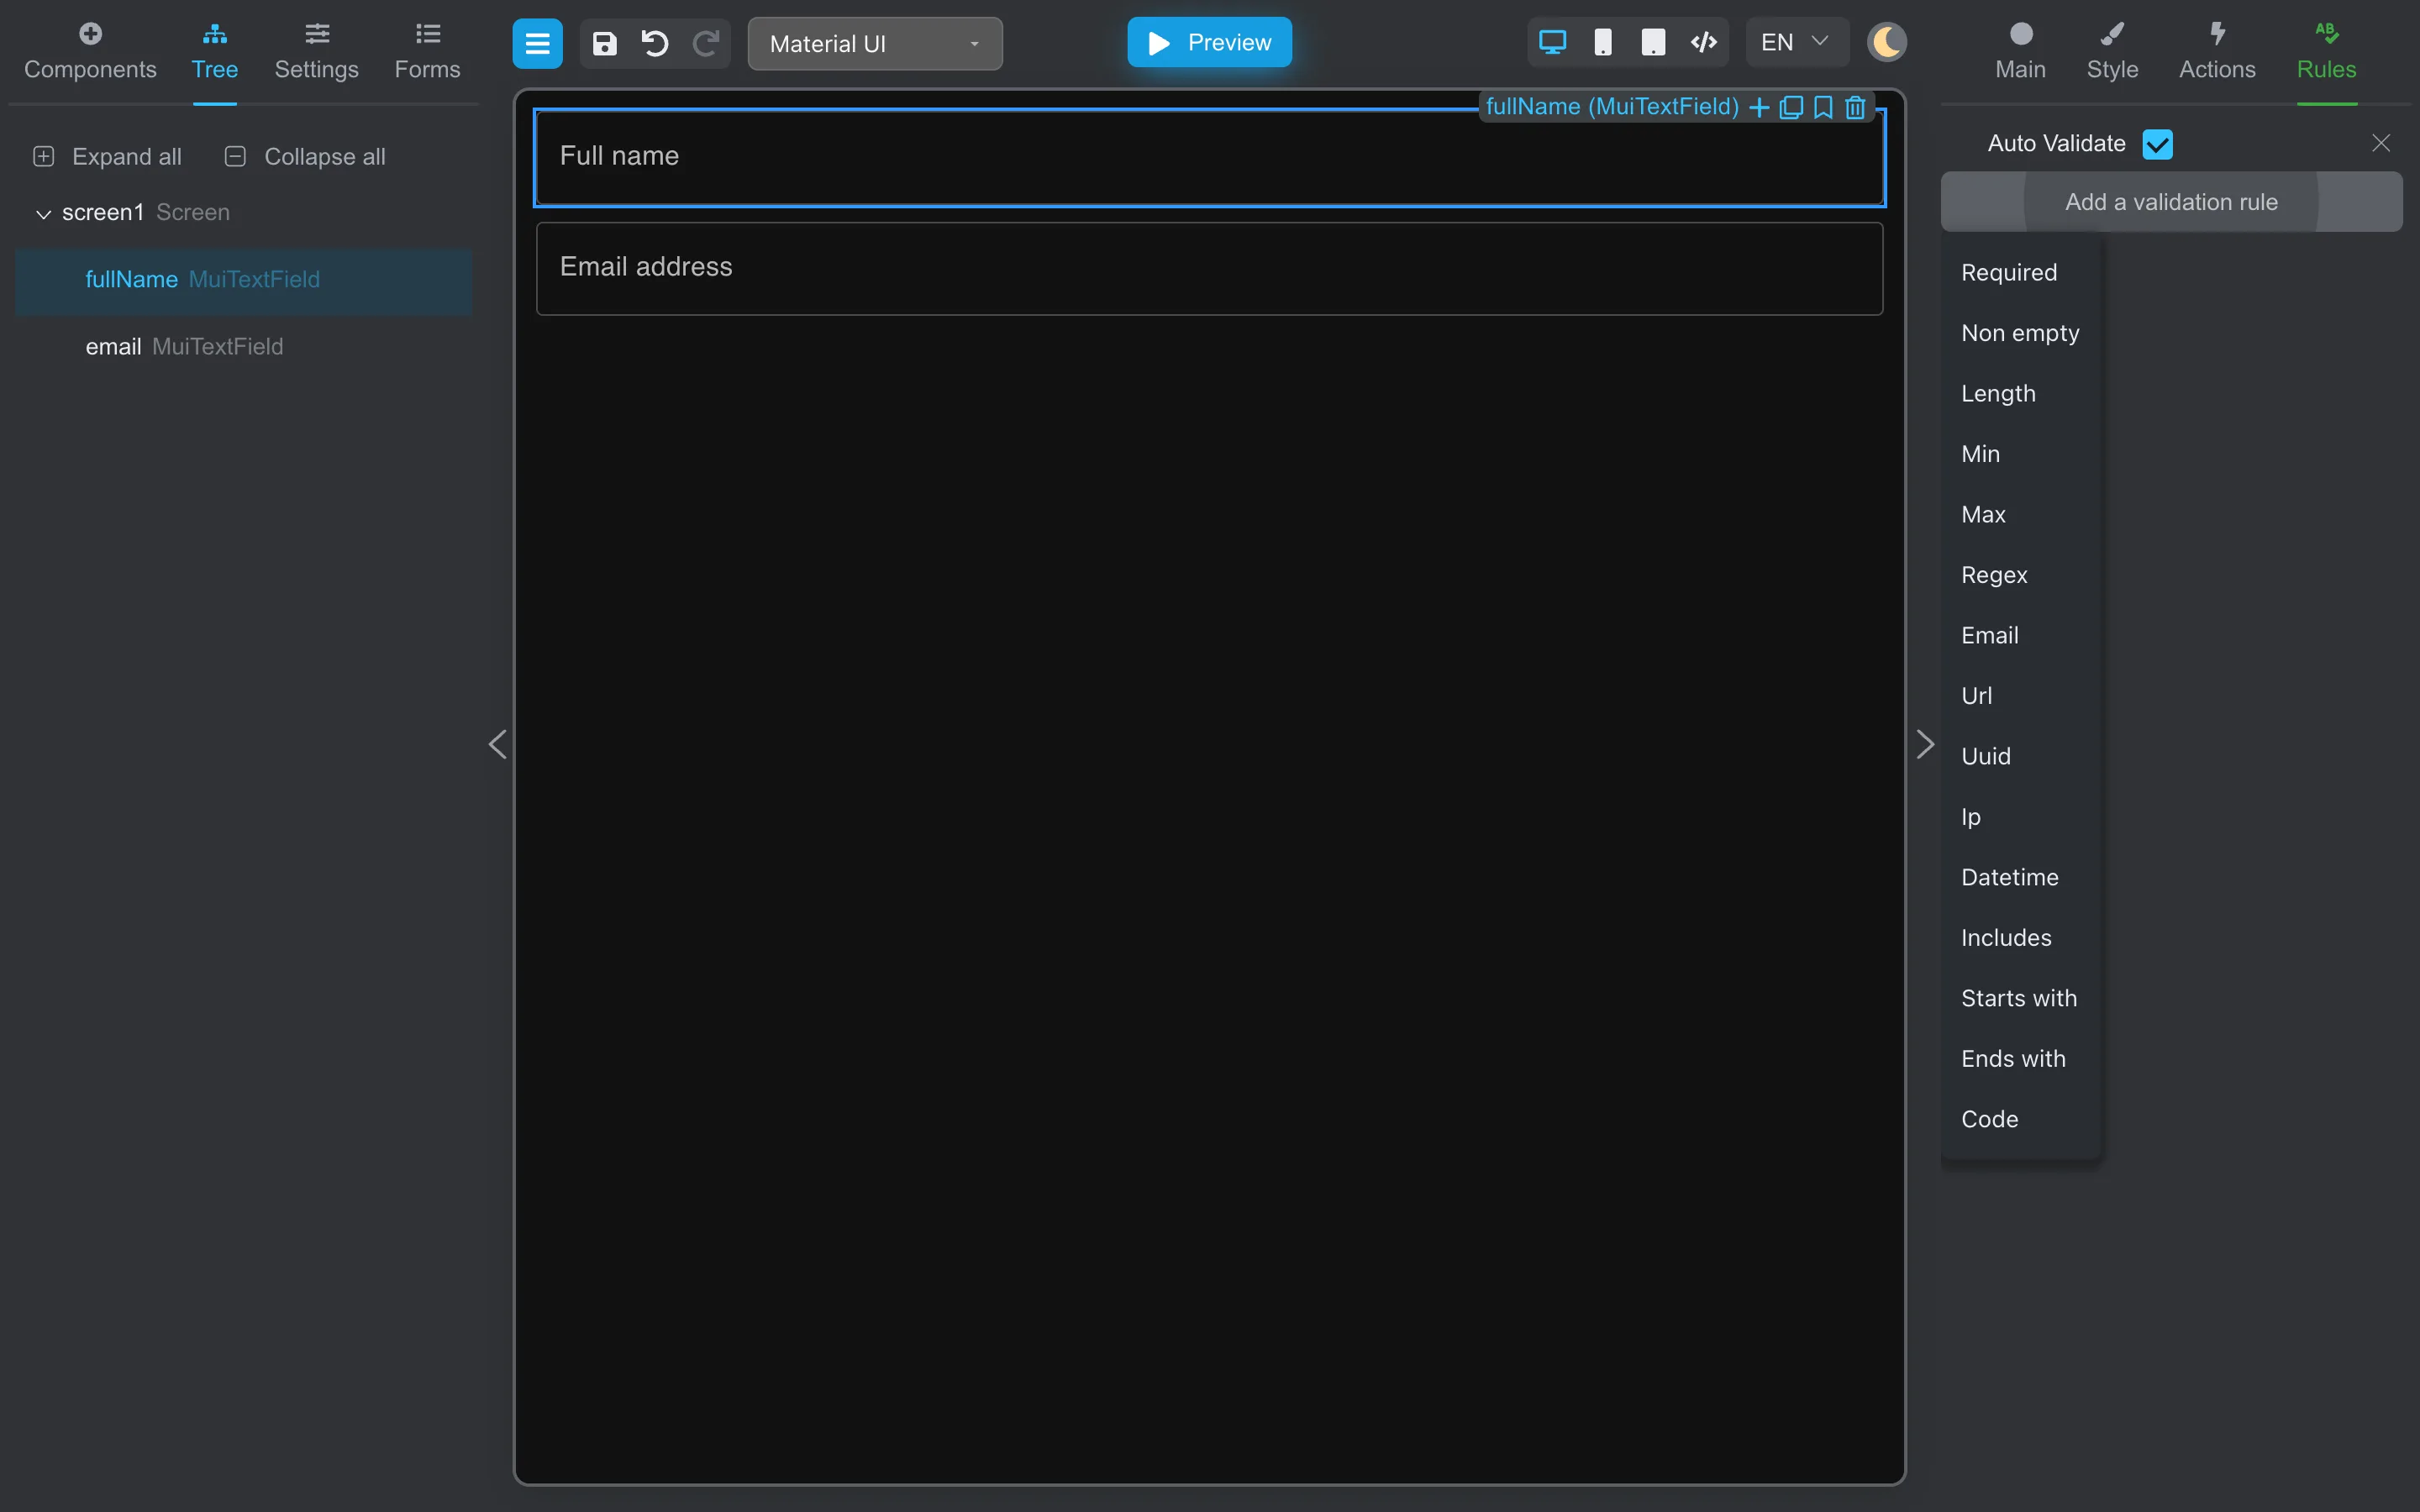 Components
Tree
Settings
Forms
Material UI
Preview
EN
Main
Style
Actions
AB
Rules
Expand all
Collapse all
screen1 Screen
fullName MuiTextField
email MuiTextField
fullName (MuiTextField)
Full name
Email address
Auto Validate
Add a validation rule
Required
Non empty
Length
Min
Max
Regex
Email
Url
Uuid
Ip
Datetime
Includes
Starts with
Ends with
Code